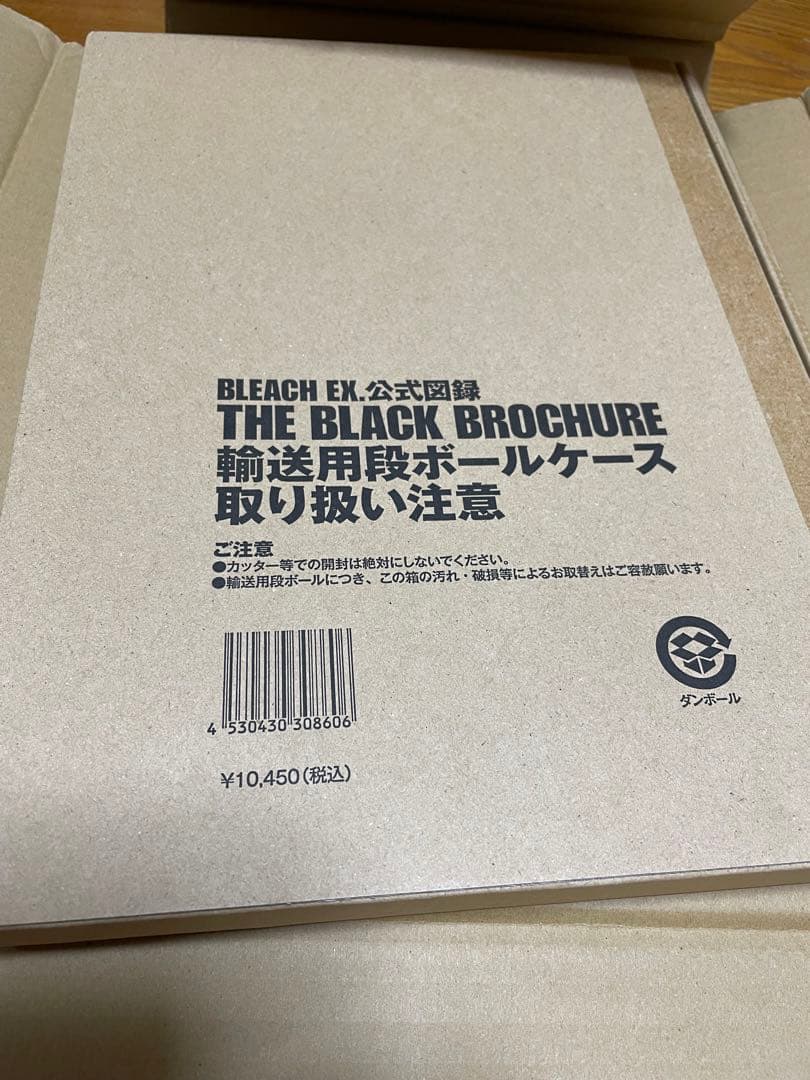 BLEACH EX.公式図録
THE BLACK BROCHURE
輸送用段ボールケース
取り扱い注意
ご注意
●カッター等での開封は絶対にしないでください。
●輸送用段ボールにつき、この箱の汚れ・破損等によるお取替えはご容赦願います。
4 530430 308606
ダンボール
¥10,450(税込)